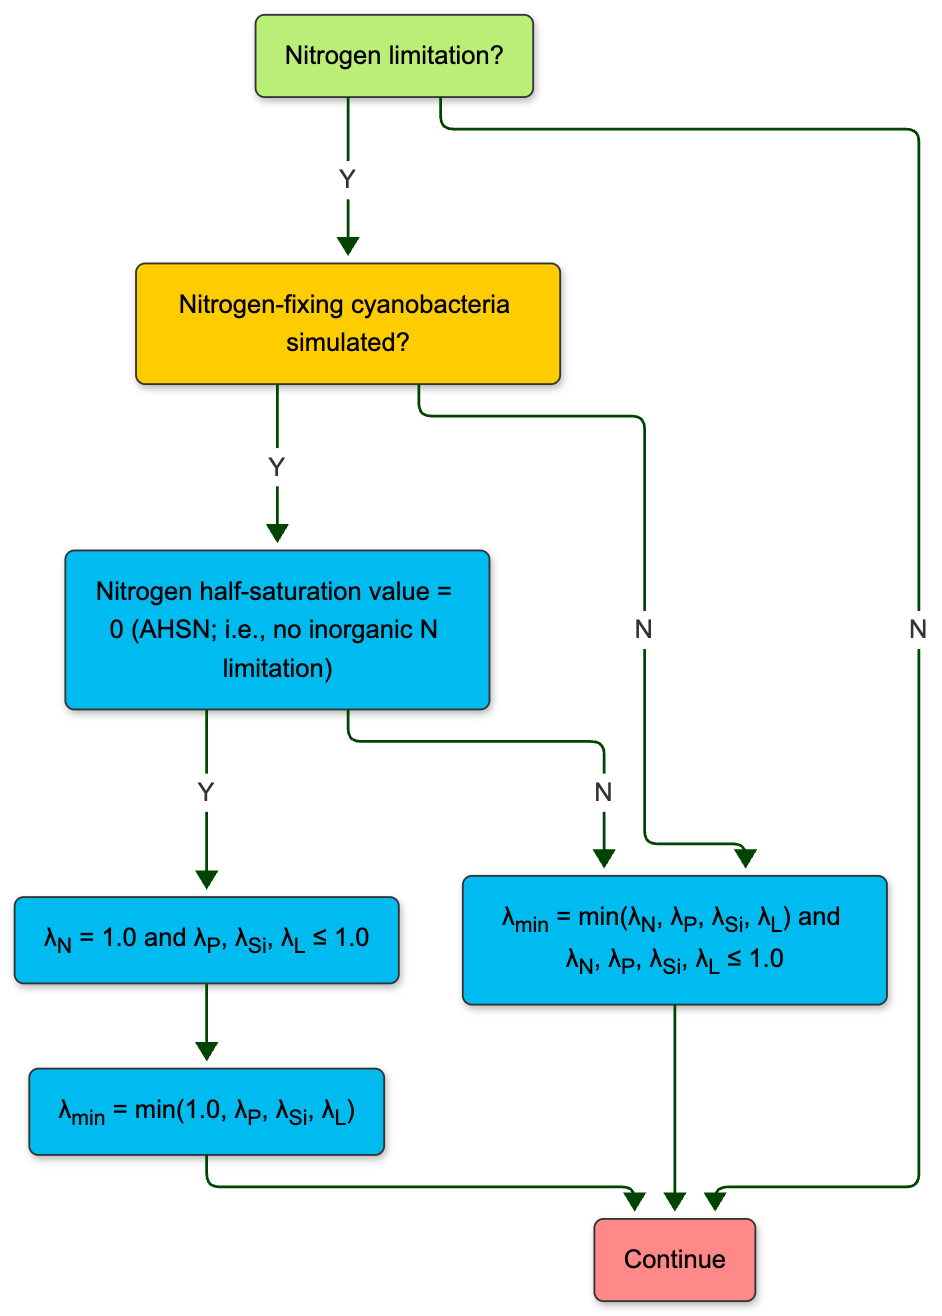 Nitrogen limitation?
Y
Nitrogen-fixing cyanobacteria
simulated?
Y
Nitrogen half-saturation value =
0 (AHSN; i.e., no inorganic N
limitation)
N
N
Y
N
λN = 1.0 and λP, λSi, λL ≤ 1.0
λmin = min(λN, λP, λSi, λL) and
λN, λP, λSi, λL ≤ 1.0
λmin = min(1.0, λP, λSi, λL)
Continue